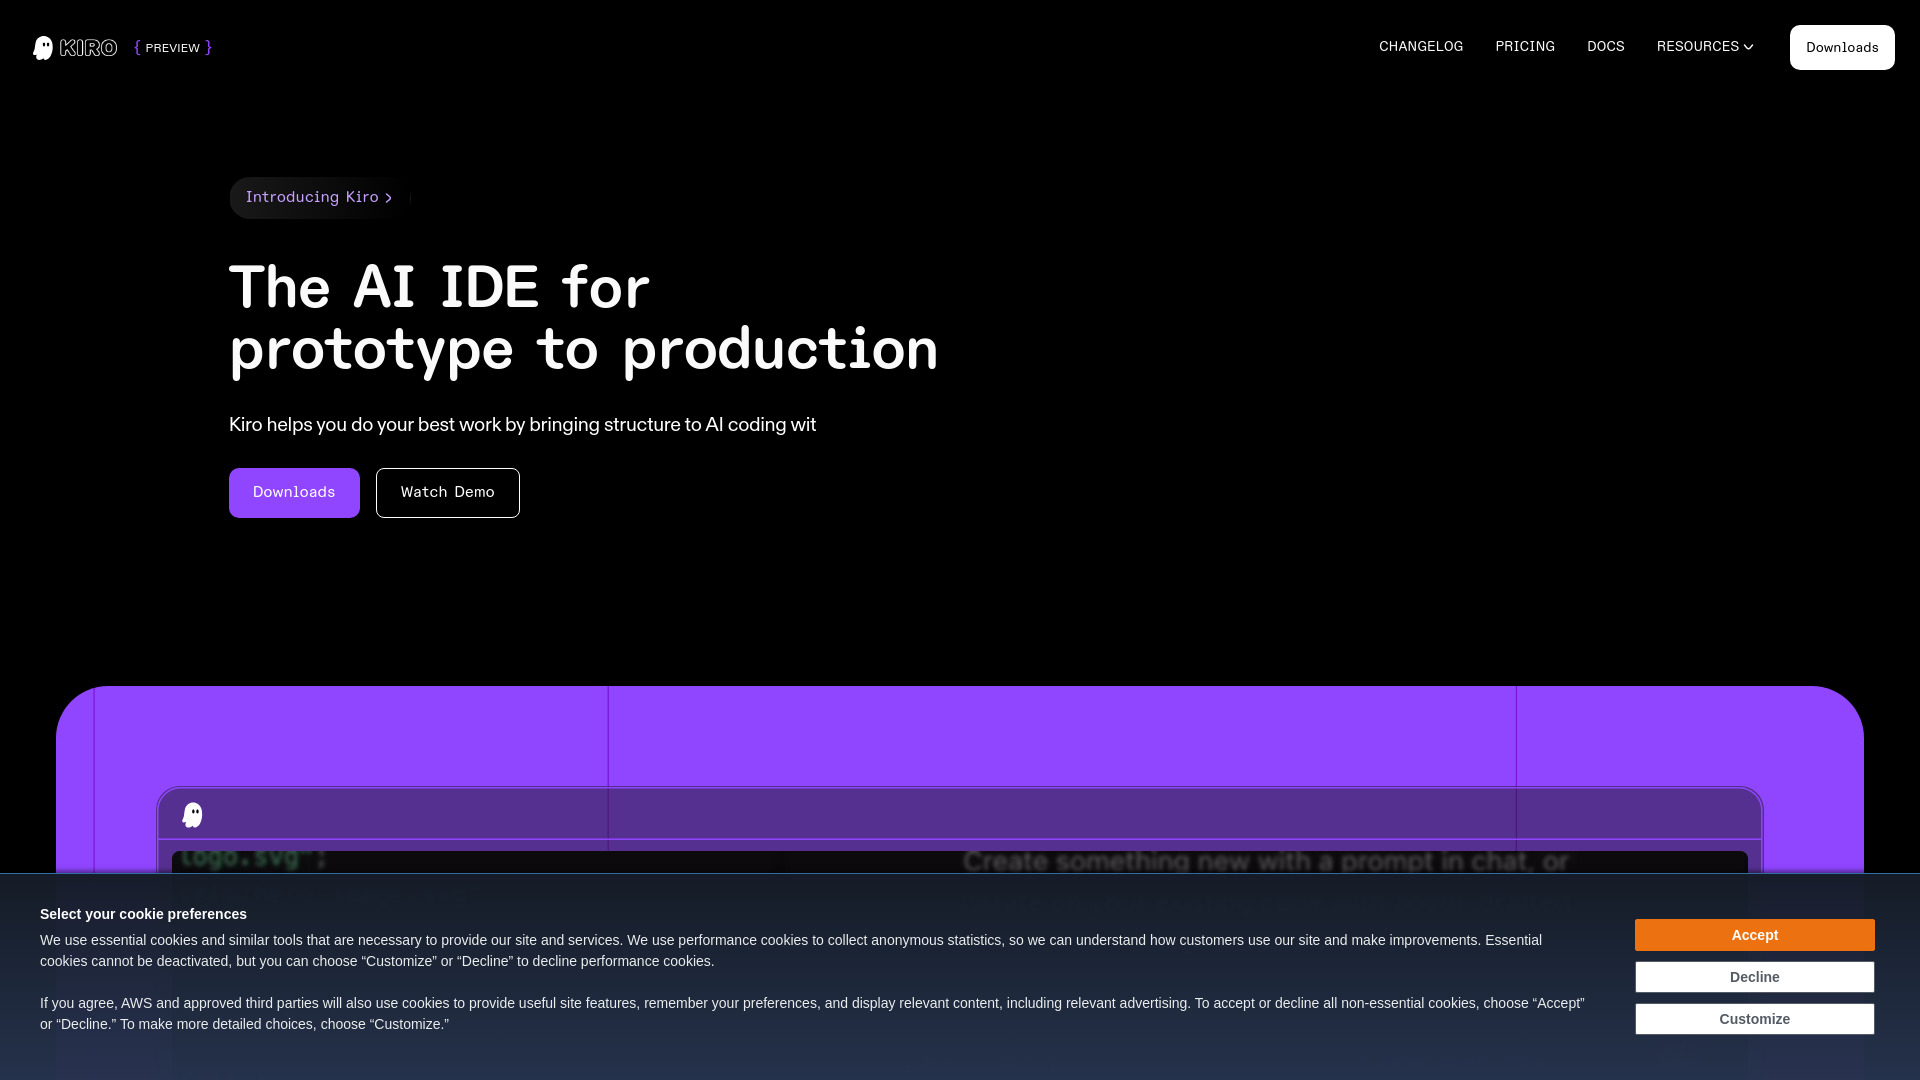 KIRO { PREVIEW }
CHANGELOG PRICING DOCS RESOURCES Downloads
Introducing Kiro
The AI IDE for
prototype to production
Kiro helps you do your best work by bringing structure to AI coding wit
Downloads Watch Demo
logo.svg";
Create something new with a prompt in chat, or
Select your cookie preferences
We use essential cookies and similar tools that are necessary to provide our site and services. We use performance cookies to collect anonymous statistics, so we can understand how customers use our site and make improvements. Essential
cookies cannot be deactivated, but you can choose “Customize” or “Decline” to decline performance cookies.
If you agree, AWS and approved third parties will also use cookies to provide useful site features, remember your preferences, and display relevant content, including relevant advertising. To accept or decline all non-essential cookies, choose “Accept”
or “Decline.” To make more detailed choices, choose “Customize.”
Accept
Decline
Customize